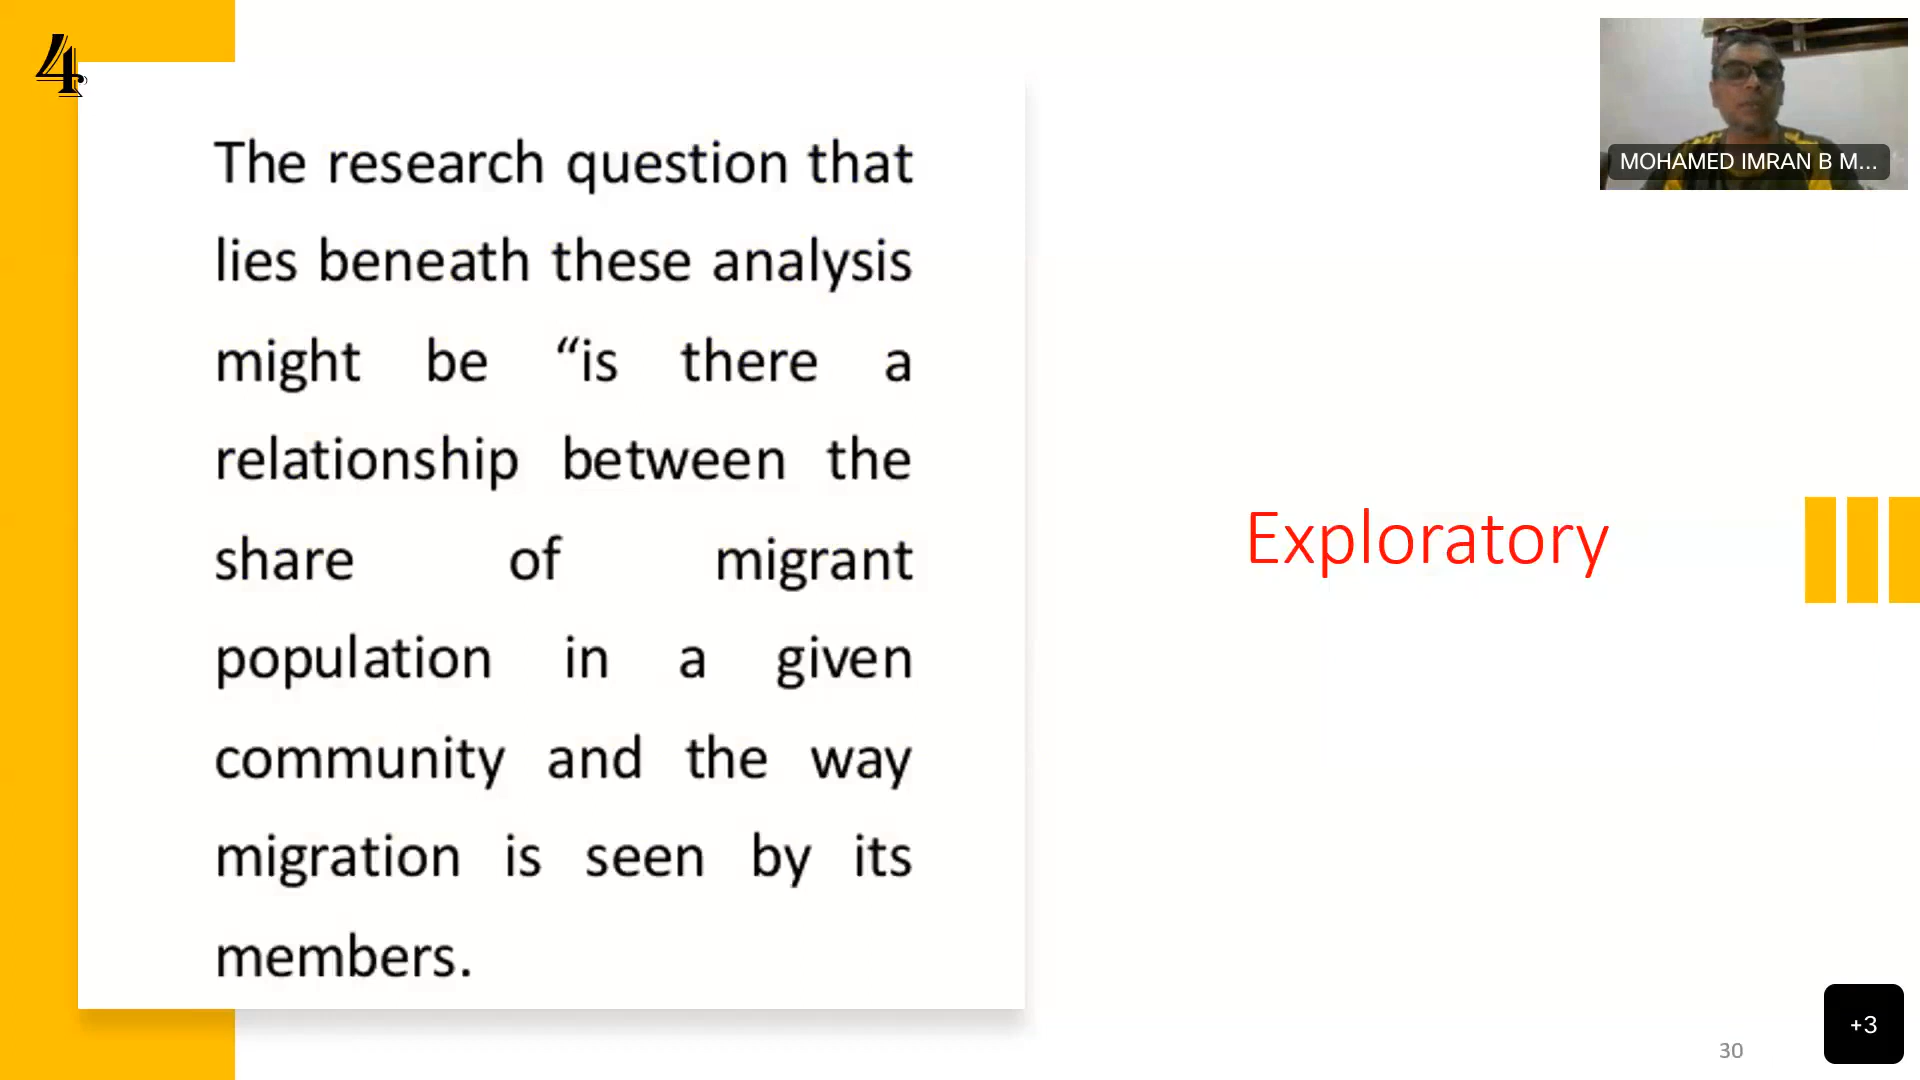 4
The research question that
lies beneath these analysis
might be “is there a
relationship between the
share of migrant
population in a given
community and the way
migration is seen by its
members.
Exploratory
MOHAMED IMRAN B M...
30
+3